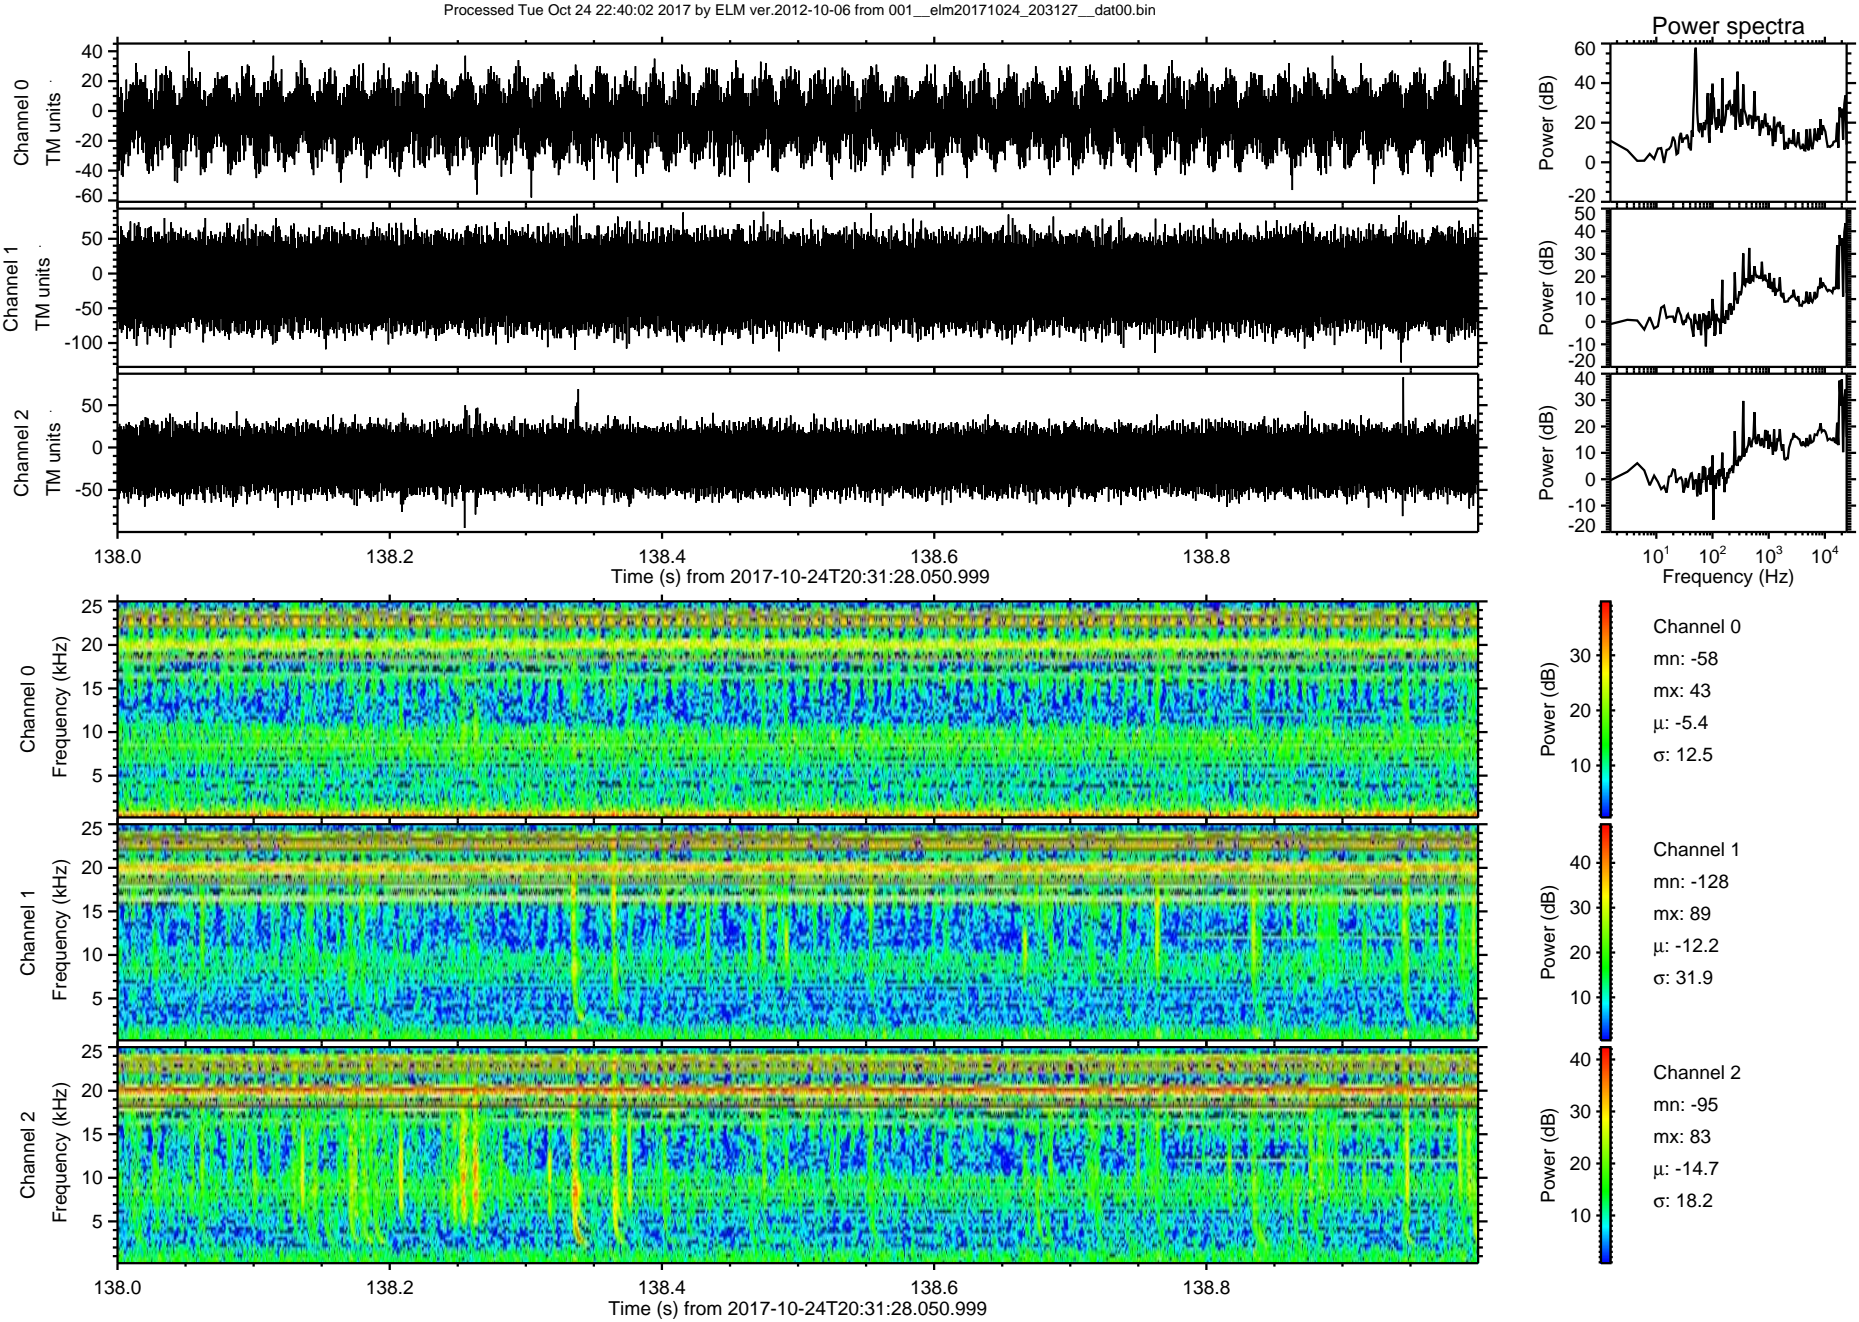 Processed Tue Oct 24 22:40:02 2017 by ELM ver.2012-10-06 from 001__elm20171024_203127__dat00.bin
Power spectra
Channel 0
TM units
40
20
0
-20
-40
-60
Power (dB)
60
40
20
0
-20
Channel 1
TM units
50
0
-50
-100
Power (dB)
50
40
30
20
10
0
-10
-20
Channel 2
TM units
50
0
-50
Power (dB)
40
30
20
10
0
-10
-20
138.0 138.2 138.4 138.6 138.8
Time (s) from 2017-10-24T20:31:28.050.999
10¹ 10² 10³ 10⁴
Frequency (Hz)
Channel 0
Frequency (kHz)
25
20
15
10
5
Power (dB)
30
20
10
Channel 0
mn: -58
mx: 43
μ: -5.4
σ: 12.5
Channel 1
Frequency (kHz)
25
20
15
10
5
Power (dB)
40
30
20
10
Channel 1
mn: -128
mx: 89
μ: -12.2
σ: 31.9
Channel 2
Frequency (kHz)
25
20
15
10
5
Power (dB)
40
30
20
10
Channel 2
mn: -95
mx: 83
μ: -14.7
σ: 18.2
138.0 138.2 138.4 138.6 138.8
Time (s) from 2017-10-24T20:31:28.050.999